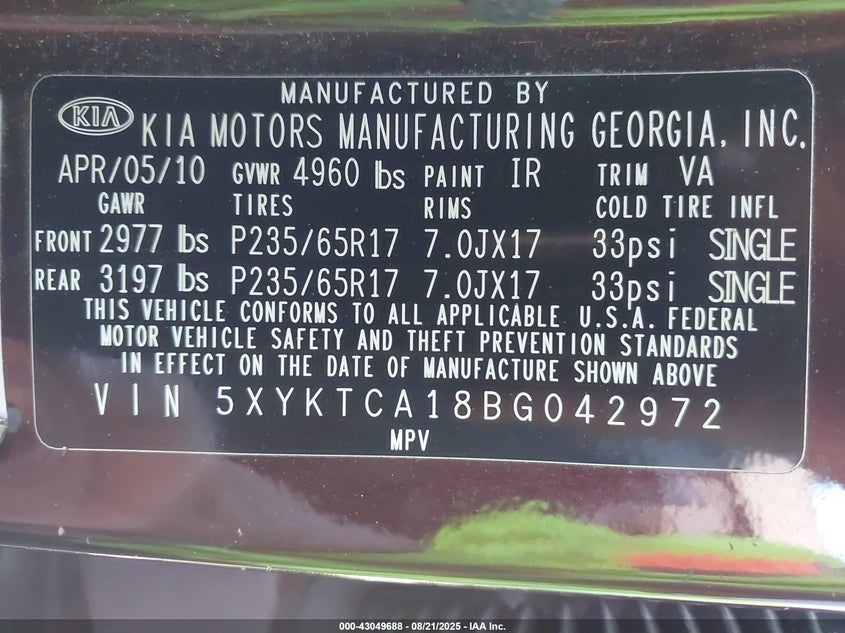 MANUFACTURED BY
KIA KIA MOTORS MANUFACTURING GEORGIA, INC.
APR/05/10 GVWR 4960 lbs PAINT IR TRIM VA
GAWR TIRES RIMS COLD TIRE INFL
FRONT 2977 lbs P235/65R17 7.0JX17 33psi SINGLE
REAR 3197 lbs P235/65R17 7.0JX17 33psi SINGLE
THIS VEHICLE CONFORMS TO ALL APPLICABLE U.S.A. FEDERAL
MOTOR VEHICLE SAFETY AND THEFT PREVENTION STANDARDS
IN EFFECT ON THE DATE OF MANUFACTURE SHOWN ABOVE
VIN 5XYKTCA18BG042972
MPV
000-43049688 - 08/21/2025 - IAA Inc.